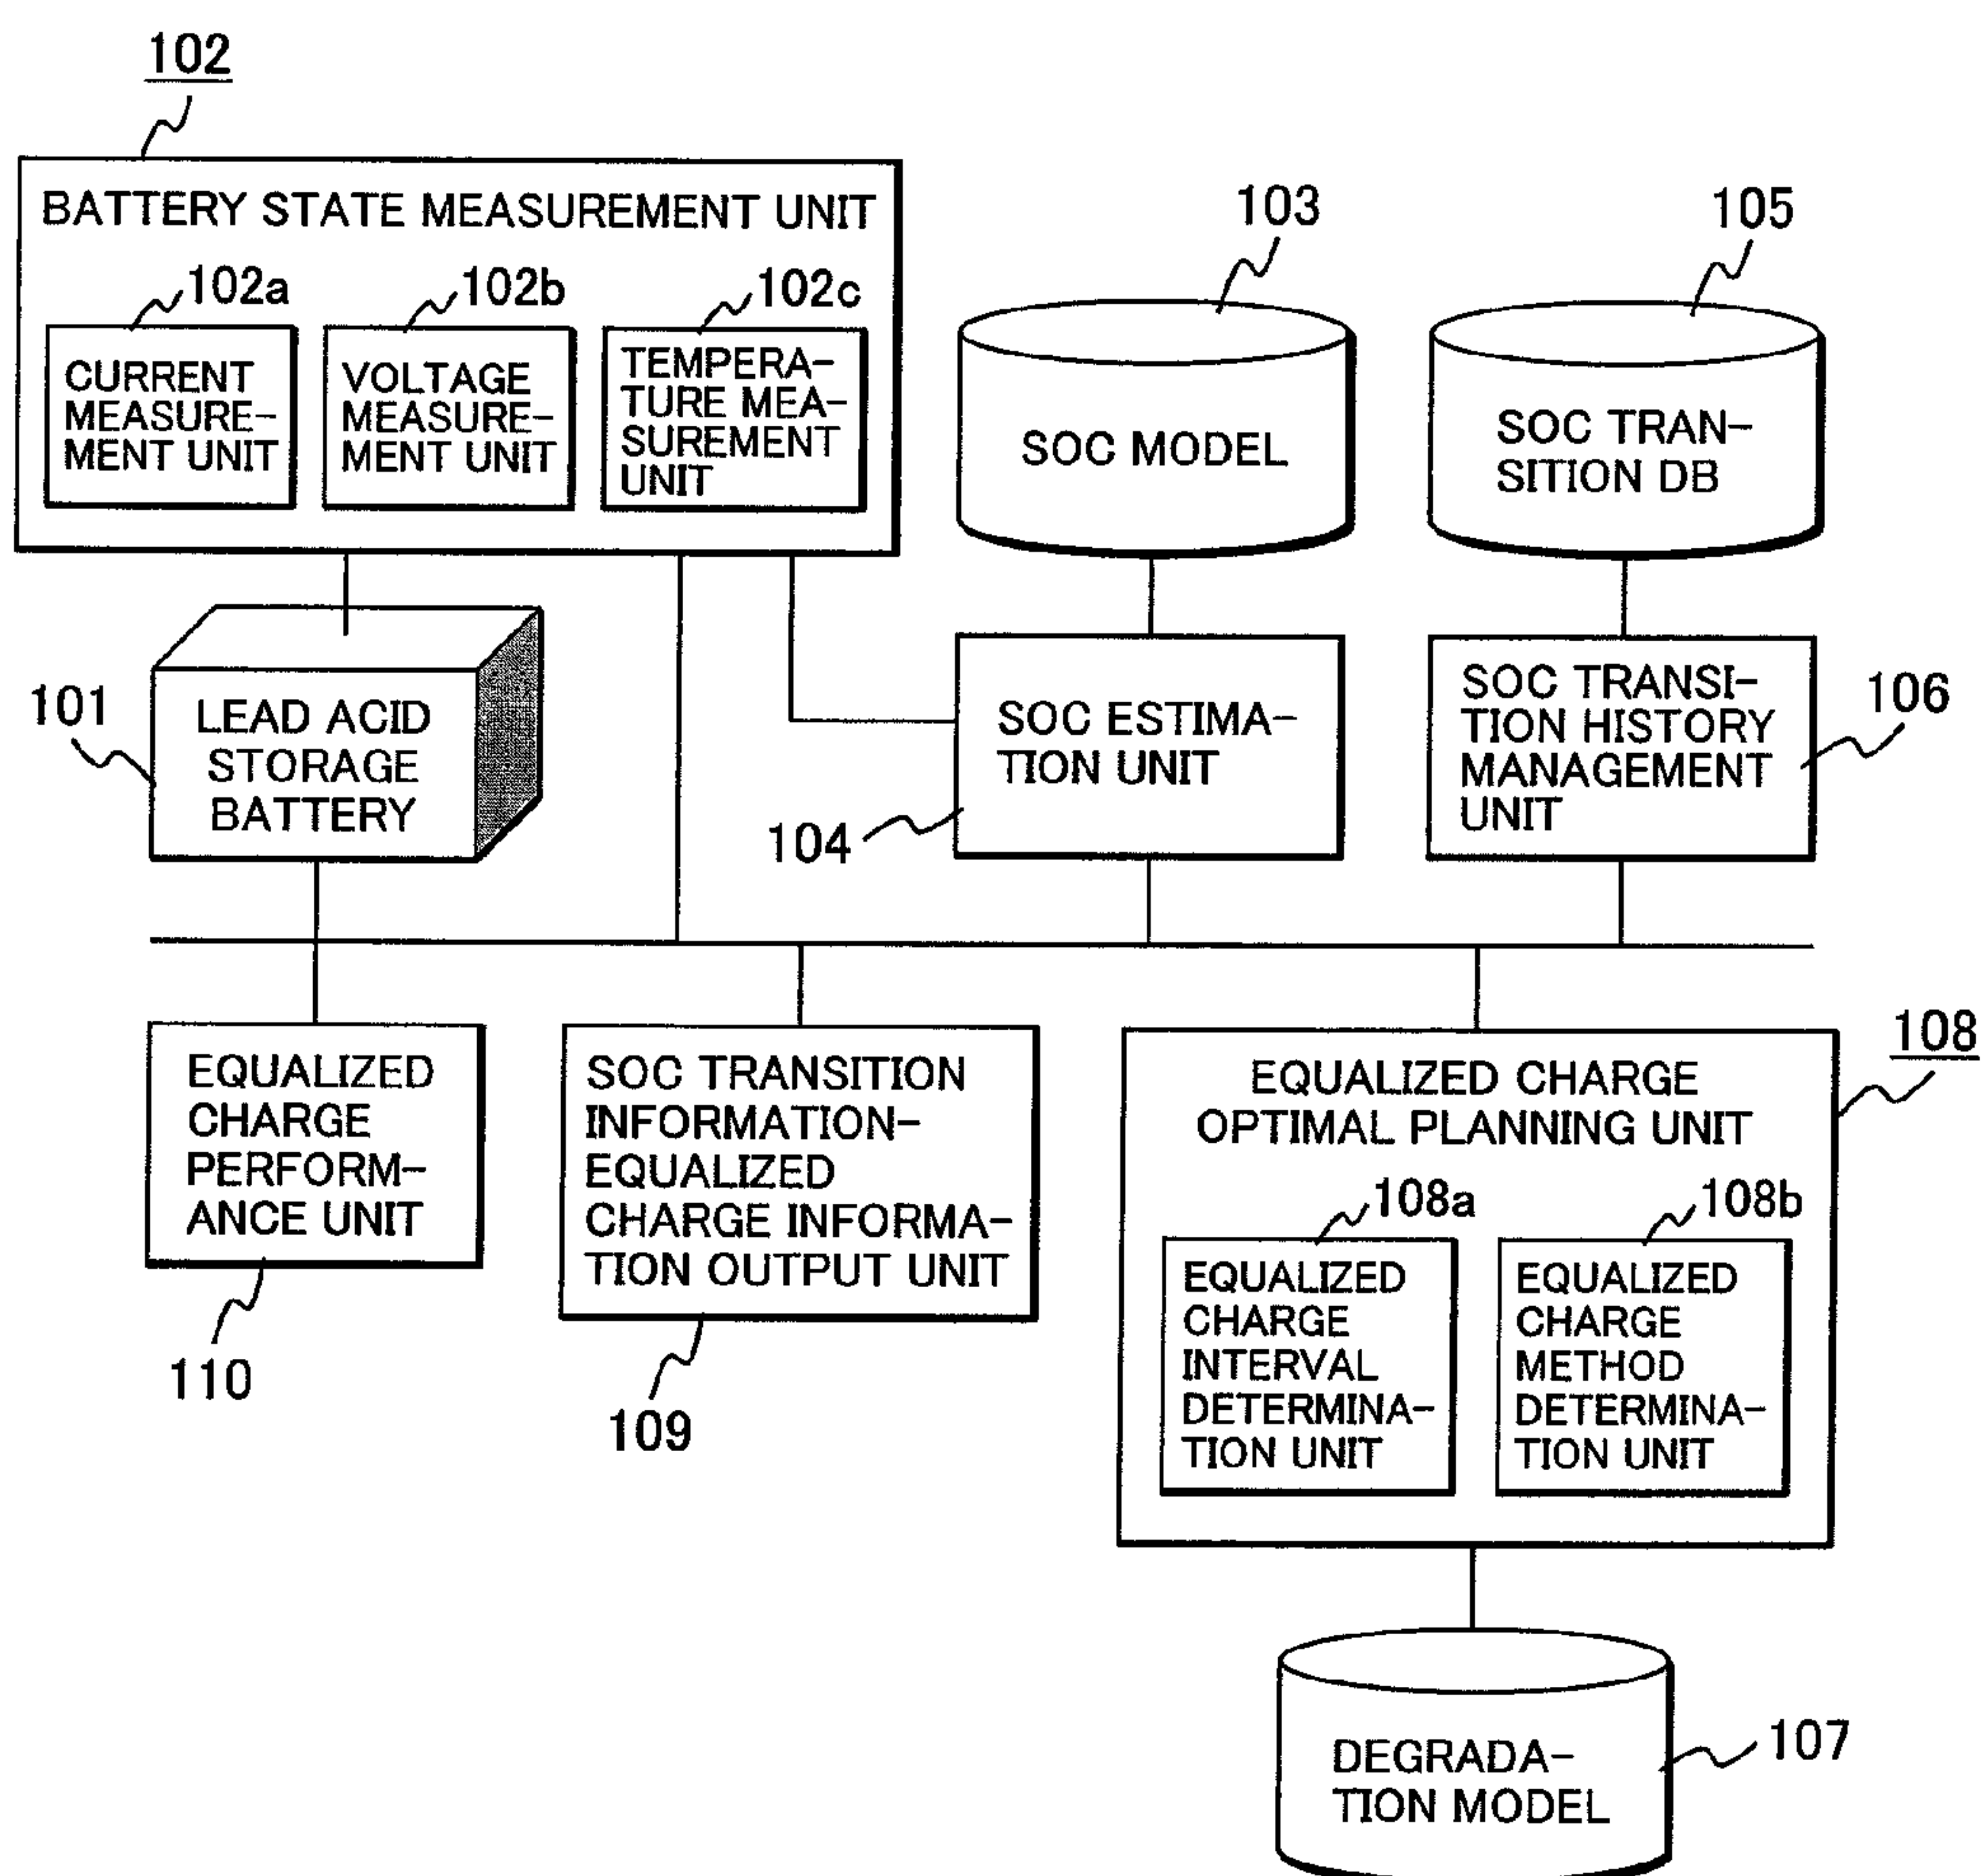 102
BATTERY STATE MEASUREMENT UNIT
102a
CURRENT
MEASURE-
MENT UNIT
102b
VOLTAGE
MEASURE-
MENT UNIT
102c
TEMPERA-
TURE MEA-
SUREMENT
UNIT
103
SOC MODEL
105
SOC TRAN-
SITION DB
101
LEAD ACID
STORAGE
BATTERY
SOC ESTIMA-
TION UNIT
104
SOC TRANSI-
TION HISTORY
MANAGEMENT
UNIT
106
EQUALIZED
CHARGE
PERFORM-
ANCE UNIT
110
SOC TRANSITION
INFORMATION-
EQUALIZED
CHARGE INFORMA-
TION OUTPUT UNIT
109
108
EQUALIZED CHARGE
OPTIMAL PLANNING UNIT
108a
EQUALIZED
CHARGE
INTERVAL
DETERMINA-
TION UNIT
108b
EQUALIZED
CHARGE
METHOD
DETERMINA-
TION UNIT
107
DEGRADA-
TION MODEL